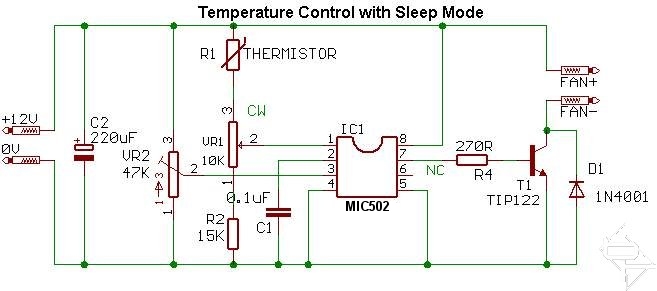 Temperature Control with Sleep Mode
R1
THERMISTOR
FAN+
FAN-
+12V
0V
C2
220uF
+
3
CW
VR1
10K
2
1
IC1
1
2
3
4
8
7
6
5
MIC502
NC
270R
R4
T1
TIP122
D1
1N4001
VR2
47K
3
3
2
1
0.1uF
C1
R2
15K